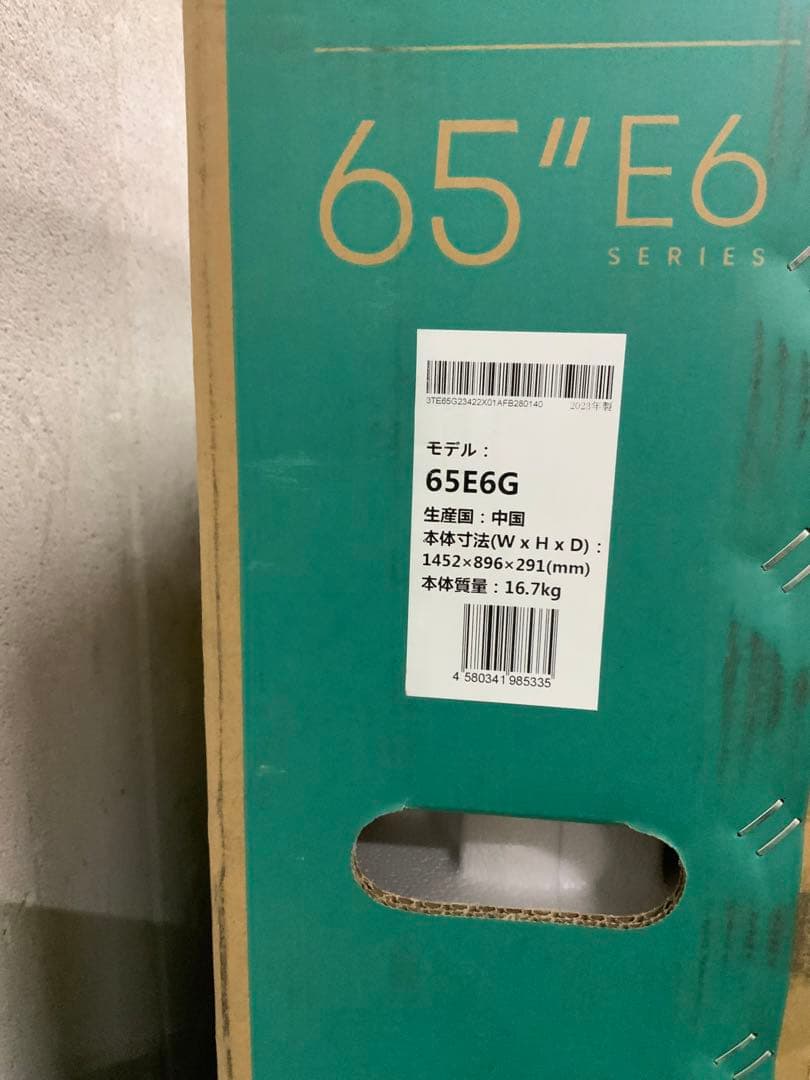 65" E6
SERIES
3TE65G23422X01AFB280140 2023年製
モデル：
65E6G
生産国：中国
本体寸法(W x H x D)：
1452×896×291(mm)
本体質量：16.7kg
4 580341 985335